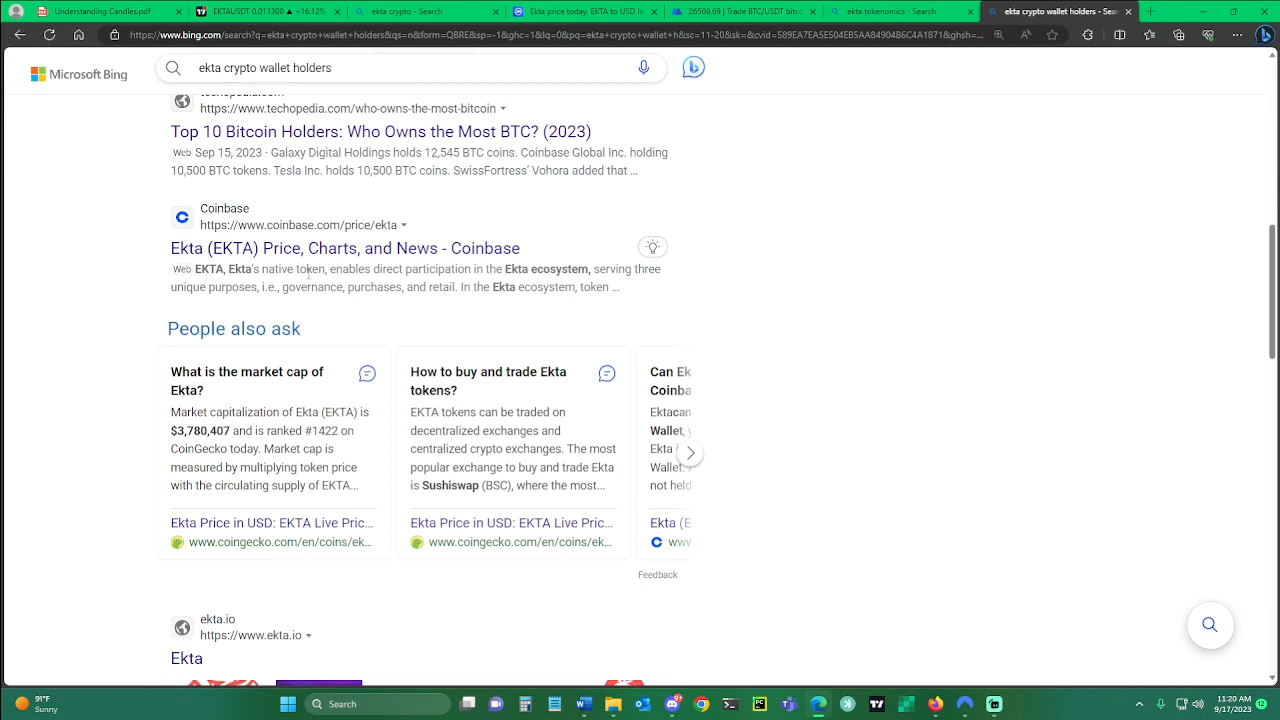 Understanding Candles.pdf
EKTAUSDT 0.011300 ▲ +16.12%
ekta crypto - Search
Ekta price today, EKTA to USD li
26508.69 | Trade BTC/USDT bitcc
ekta tokenomics - Search
ekta crypto wallet holders - Sear
https://www.bing.com/search?q=ekta+crypto+wallet+holders&qs=n&form=QBRE&sp=-1&ghc=1&lq=0&pq=ekta+crypto+wallet+h&sc=11-20&sk=&cvid=589EA7EA5E504EB5AA84904B6C4A1871&ghsh=...
Microsoft Bing
ekta crypto wallet holders
https://www.techopedia.com/who-owns-the-most-bitcoin
Top 10 Bitcoin Holders: Who Owns the Most BTC? (2023)
Web Sep 15, 2023 · Galaxy Digital Holdings holds 12,545 BTC coins. Coinbase Global Inc. holding
10,500 BTC tokens. Tesla Inc. holds 10,500 BTC coins. SwissFortress' Vohora added that ...
Coinbase
https://www.coinbase.com/price/ekta
Ekta (EKTA) Price, Charts, and News - Coinbase
Web EKTA, Ekta's native token, enables direct participation in the Ekta ecosystem, serving three
unique purposes, i.e., governance, purchases, and retail. In the Ekta ecosystem, token ...
People also ask
What is the market cap of
Ekta?
Market capitalization of Ekta (EKTA) is
$3,780,407 and is ranked #1422 on
CoinGecko today. Market cap is
measured by multiplying token price
with the circulating supply of EKTA...
Ekta Price in USD: EKTA Live Pric...
www.coingecko.com/en/coins/ek...
How to buy and trade Ekta
tokens?
EKTA tokens can be traded on
decentralized exchanges and
centralized crypto exchanges. The most
popular exchange to buy and trade Ekta
is Sushiswap (BSC), where the most...
Ekta Price in USD: EKTA Live Pric...
www.coingecko.com/en/coins/ek...
Can Ek
Coinba
Ektacan
Wallet,
Ekta
Wallet.
not held
Ekta (E
www
Feedback
ekta.io
https://www.ekta.io
Ekta
91°F
Sunny
Search
11:20 AM
9/17/2023